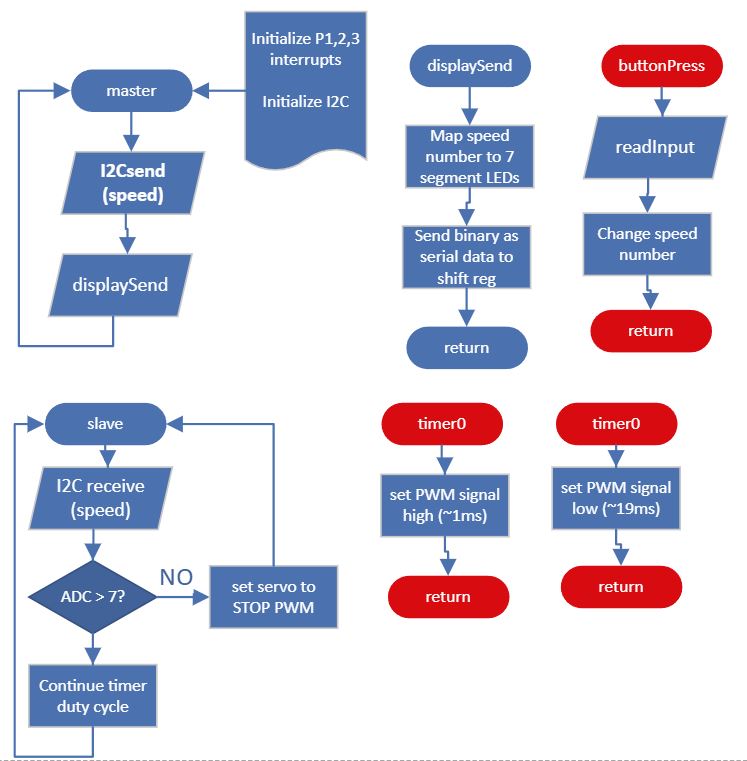 Initialize P1,2,3
interrupts
Initialize I2C
master
I2Csend
(speed)
displaySend
displaySend
Map speed
number to 7
segment LEDs
Send binary as
serial data to
shift reg
return
buttonPress
readInput
Change speed
number
return
slave
I2C receive
(speed)
ADC > 7?
NO
set servo to
STOP PWM
Continue timer
duty cycle
timer0
set PWM signal
high (~1ms)
return
timer0
set PWM signal
low (~19ms)
return